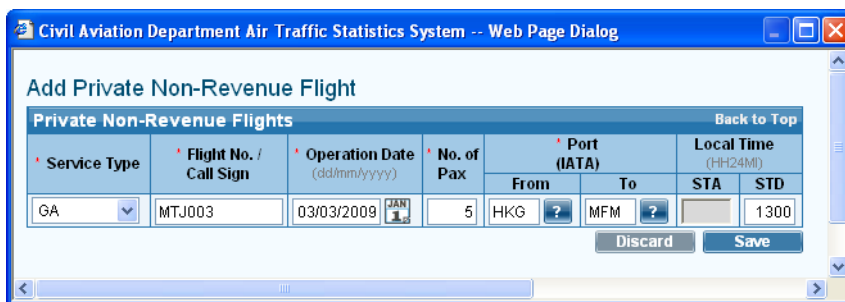 Civil Aviation Department Air Traffic Statistics System -- Web Page Dialog
Add Private Non-Revenue Flight
Private Non-Revenue Flights Back to Top
* Service Type * Flight No. / Call Sign * Operation Date (dd/mm/yyyy) * No. of Pax * Port (IATA) Local Time (HH24MI)
From To STA STD
GA MTJ003 03/03/2009 JAN 1 5 HKG ? MFM ? 1300
Discard Save